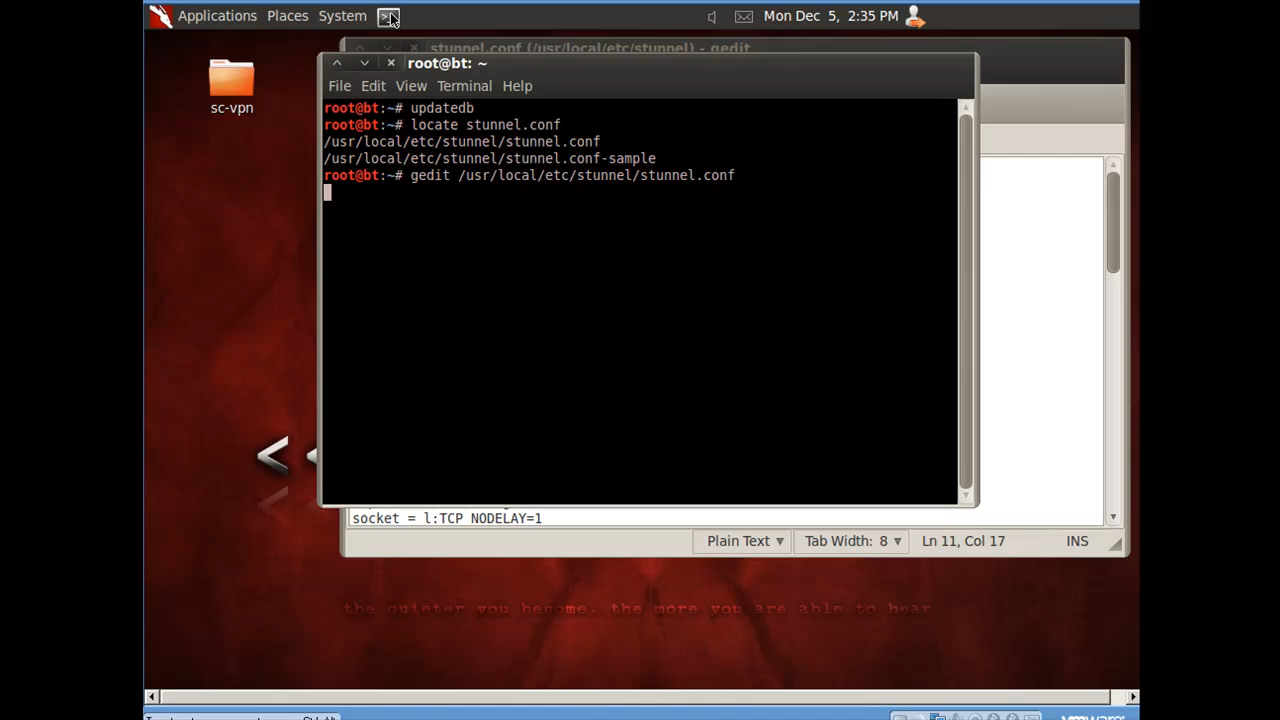 Applications Places System Mon Dec 5, 2:35 PM
stunnel.conf (/usr/local/etc/stunnel) - gedit
root@bt: ~
File Edit View Terminal Help
sc-vpn
root@bt:~# updatedb
root@bt:~# locate stunnel.conf
/usr/local/etc/stunnel/stunnel.conf
/usr/local/etc/stunnel/stunnel.conf-sample
root@bt:~# gedit /usr/local/etc/stunnel/stunnel.conf
<
socket = l:TCP_NODELAY=1
Plain Text Tab Width: 8 Ln 11, Col 17 INS
the quieter you become, the more you are able to hear
vmware